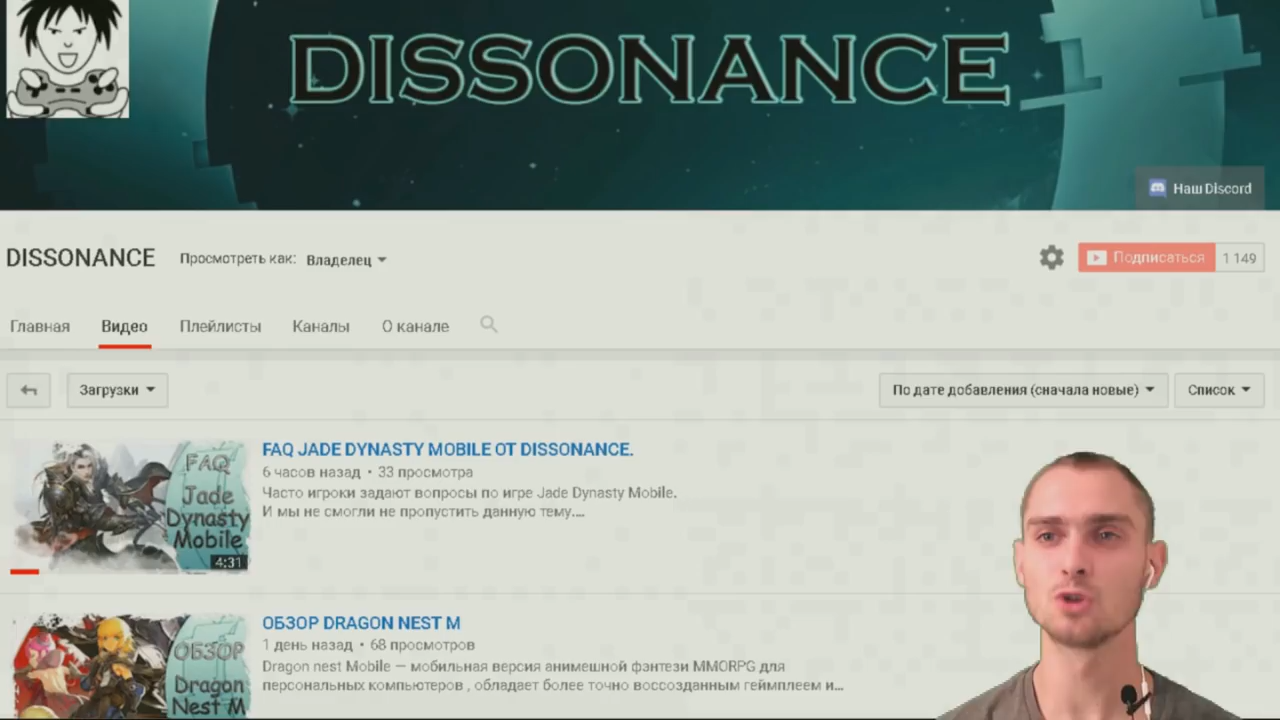 DISSONANCE
Наш Discord
DISSONANCE Просмотреть как: Владелец Подписаться 1 149
Главная Видео Плейлисты Каналы О канале
Загрузки По дате добавления (сначала новые) Список
FAQ JADE DYNASTY MOBILE ОТ DISSONANCE.
6 часов назад • 33 просмотра
Часто игроки задают вопросы по игре Jade Dynasty Mobile.
И мы не смогли не пропустить данную тему....
FAQ
Jade
Dynasty
Mobile
4:31
ОБЗОР DRAGON NEST M
1 день назад • 68 просмотров
Dragon nest Mobile — мобильная версия анимешной фэнтези MMORPG для
персональных компьютеров , обладает более точно воссозданным геймплеем и...
ОБЗОР
Dragon
Nest M